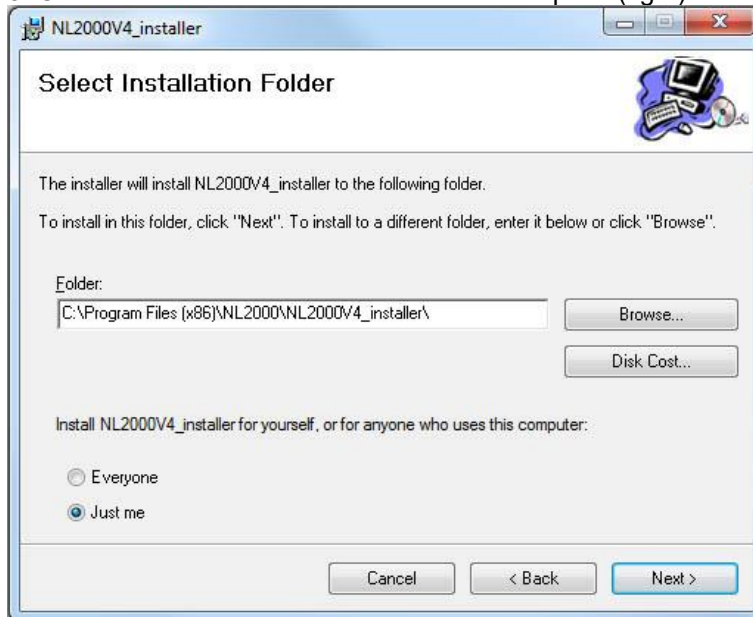 NL2000V4_installer
Select Installation Folder
The installer will install NL2000V4_installer to the following folder.
To install in this folder, click "Next". To install to a different folder, enter it below or click "Browse".
Folder:
C:\Program Files (x86)\NL2000\NL2000V4_installer\
Browse...
Disk Cost...
Install NL2000V4_installer for yourself, or for anyone who uses this computer:
Everyone
Just me
Cancel
< Back
Next >